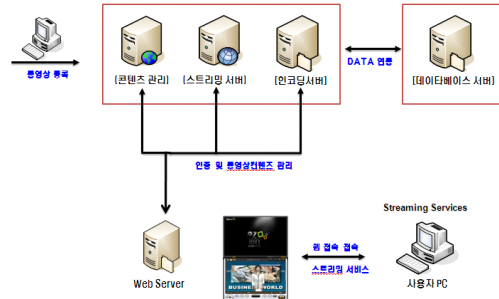 동영상 등록
[콘텐츠 관리]
[스트리밍 서버]
[인코딩서버]
DATA 연동
[데이타베이스 서버]
인증 및 동영상컨텐츠 관리
Web Server
BUSINE WORLD
웹 접속 접속
스트리밍 서비스
Streaming Services
사용자 PC